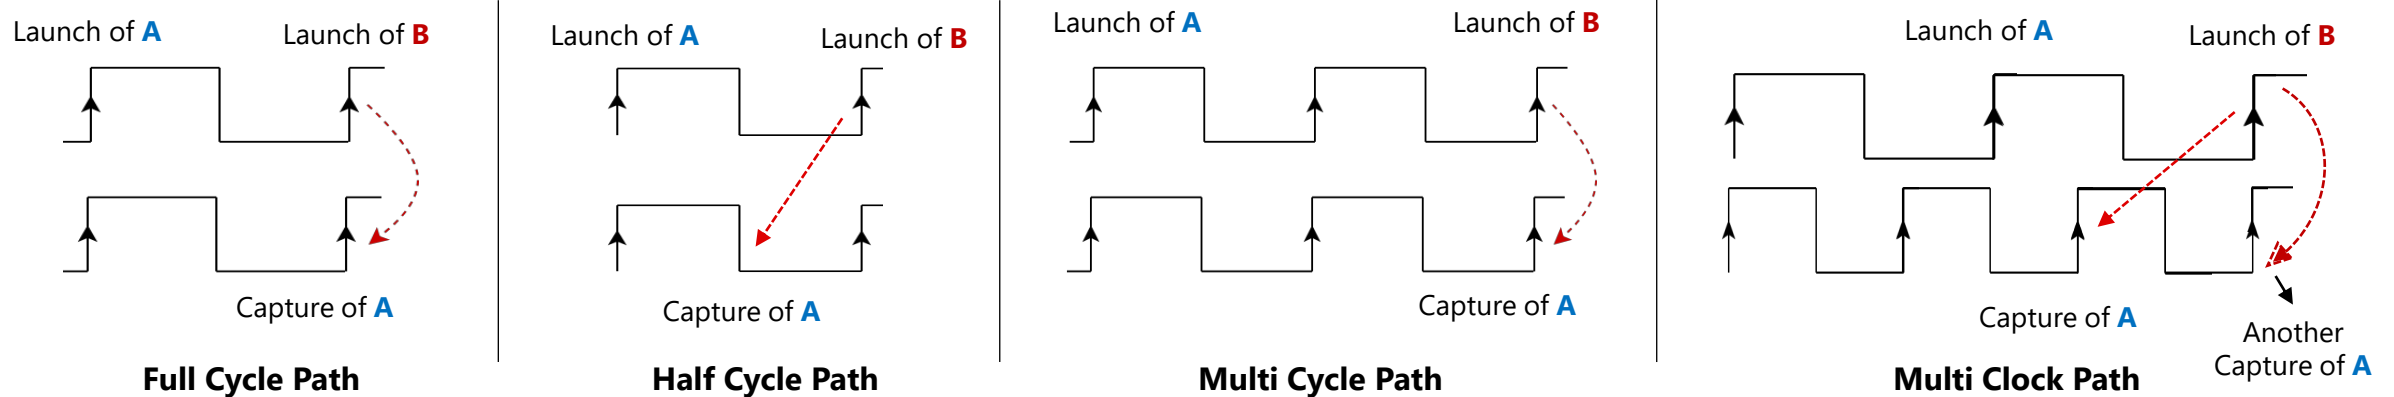 Launch of A
Launch of B
Capture of A
Full Cycle Path
Launch of A
Launch of B
Capture of A
Half Cycle Path
Launch of A
Launch of B
Capture of A
Multi Cycle Path
Launch of A
Launch of B
Capture of A
Another
Capture of A
Multi Clock Path